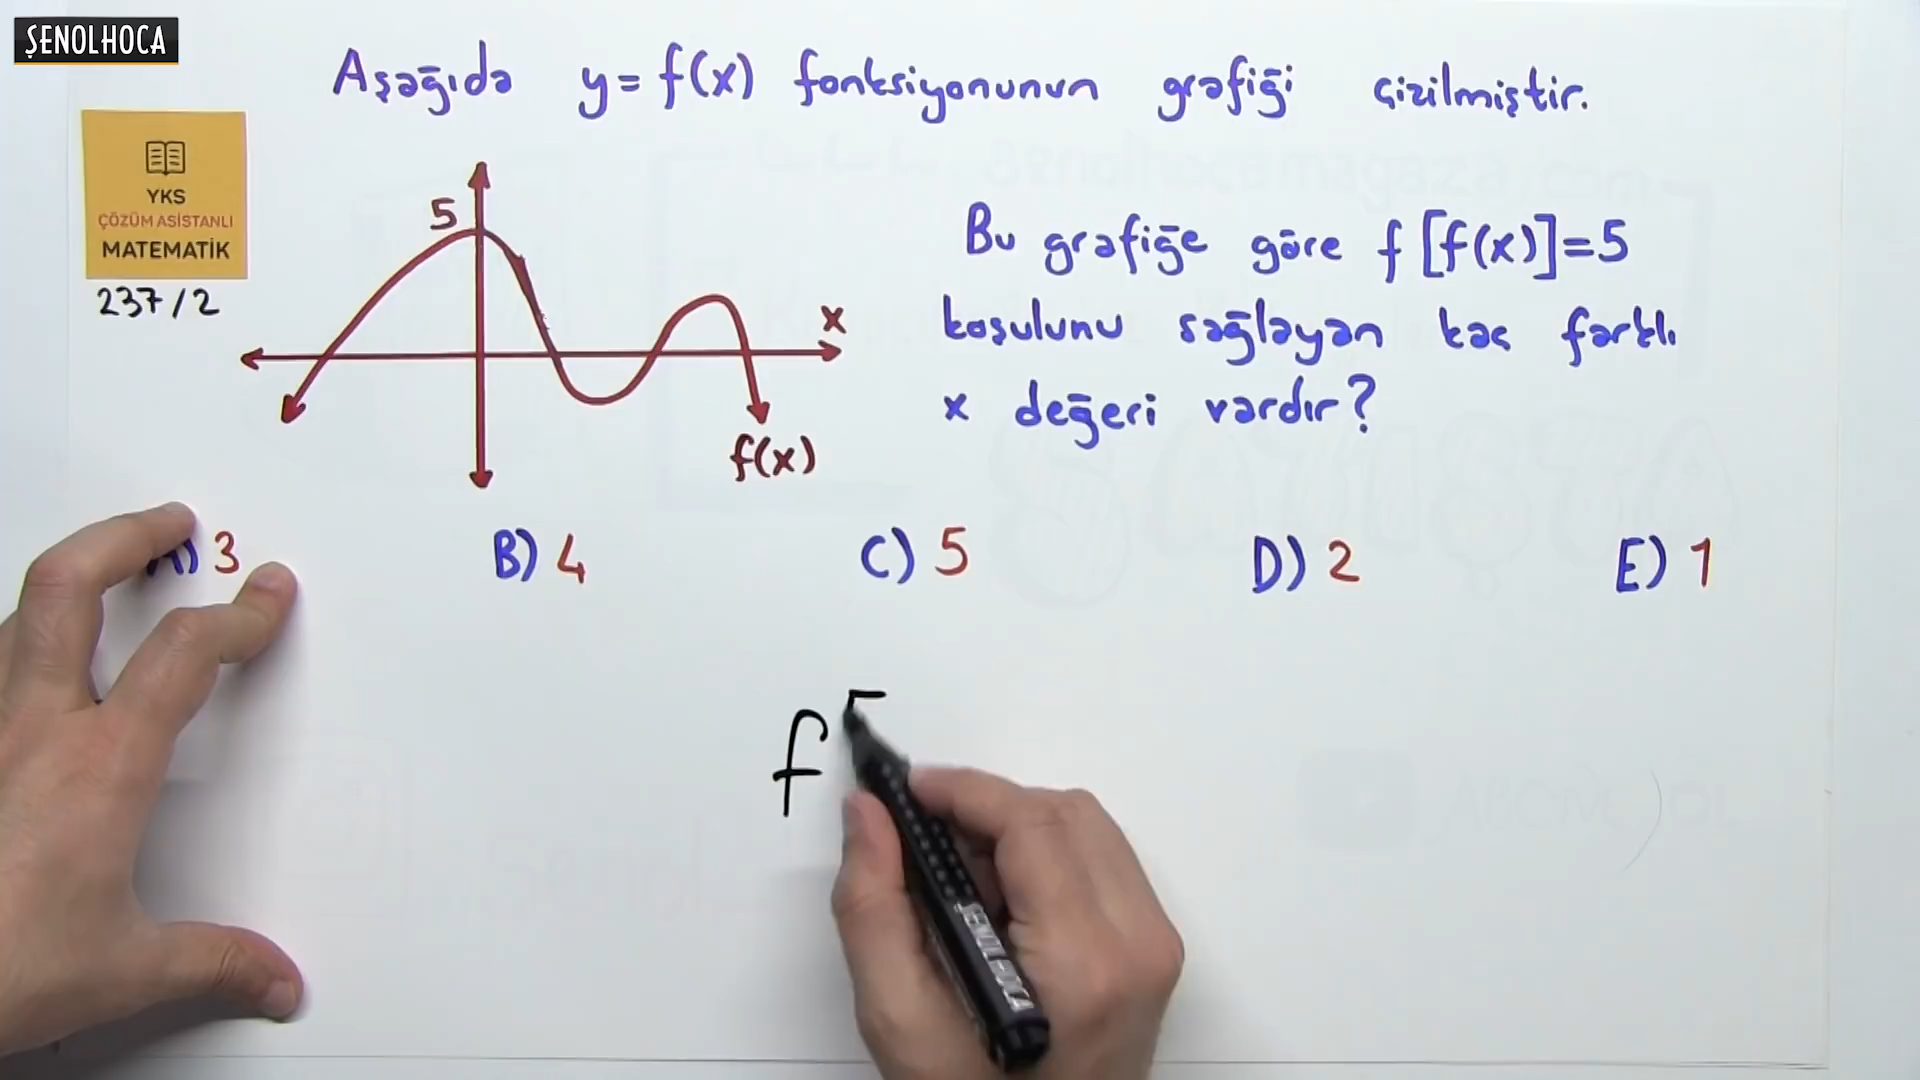 ŞENOLHOCA
Aşağıda y=f(x) fonksiyonunun grafiği çizilmiştir.
YKS
ÇÖZÜM ASİSTANLI
MATEMATİK
237/2
5
x
f(x)
Bu grafiğe göre f[f(x)]=5
koşulunu sağlayan kaç farklı
x değeri vardır?
A) 3 B) 4 C) 5 D) 2 E) 1
f
ŞENOLHOCA